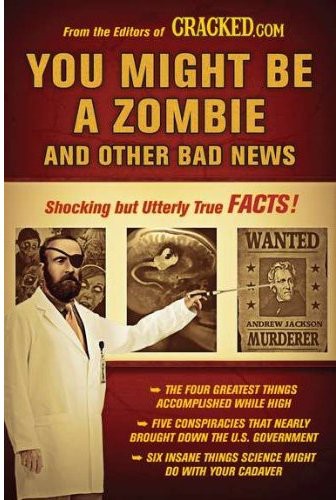 From the Editors of CRACKED.COM
YOU MIGHT BE
A ZOMBIE
AND OTHER BAD NEWS
Shocking but Utterly True FACTS!
WANTED
ANDREW JACKSON
MURDERER
➥ THE FOUR GREATEST THINGS
ACCOMPLISHED WHILE HIGH
➥ FIVE CONSPIRACIES THAT NEARLY
BROUGHT DOWN THE U.S. GOVERNMENT
➥ SIX INSANE THINGS SCIENCE MIGHT
DO WITH YOUR CADAVER